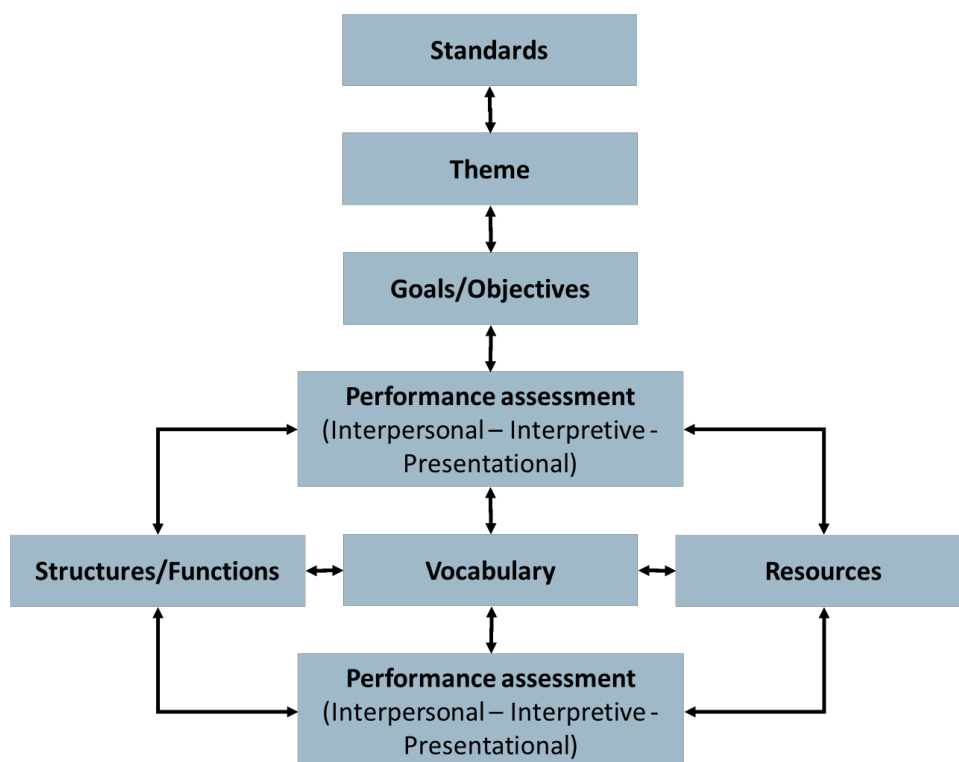 Standards
Theme
Goals/Objectives
Performance assessment
(Interpersonal – Interpretive -
Presentational)
Structures/Functions
Vocabulary
Resources
Performance assessment
(Interpersonal – Interpretive -
Presentational)